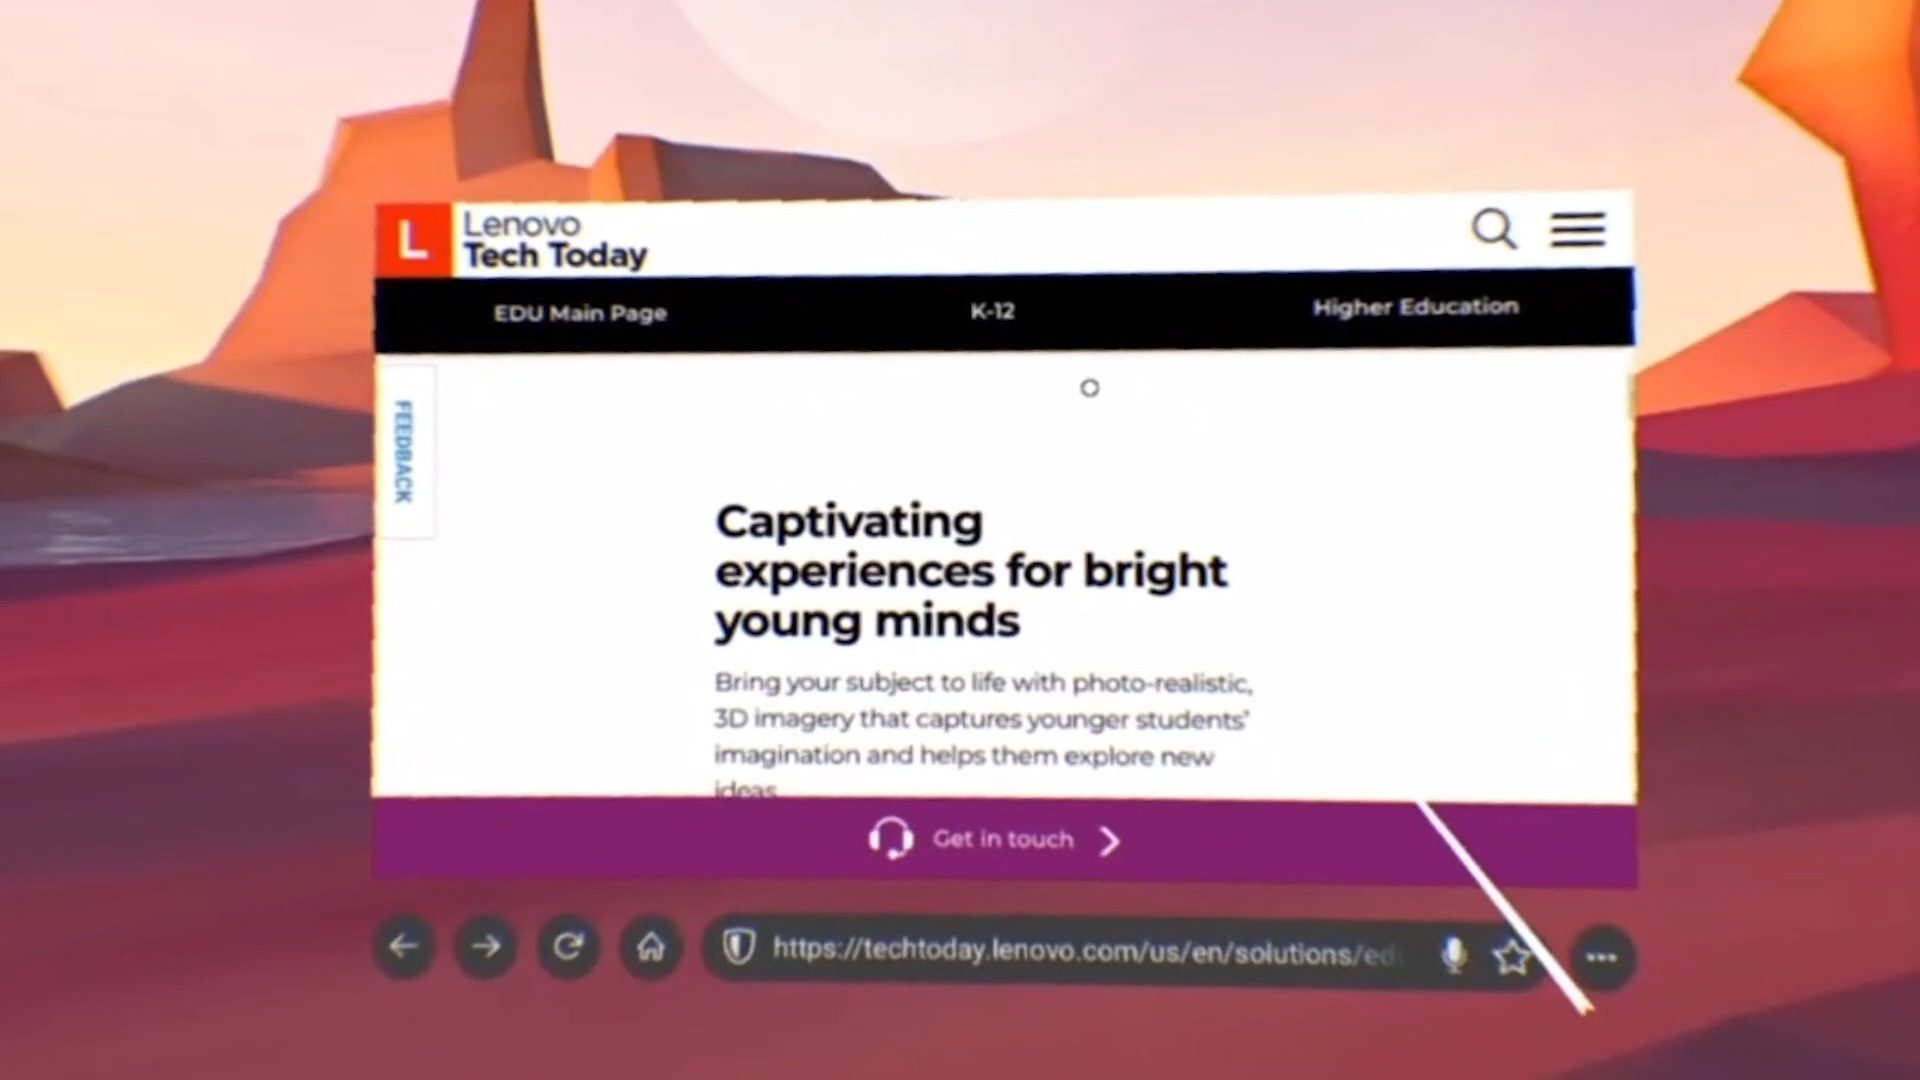 L
Lenovo
Tech Today
EDU Main Page
K-12
Higher Education
FEEDBACK
Captivating
experiences for bright
young minds
Bring your subject to life with photo-realistic,
3D imagery that captures younger students'
imagination and helps them explore new
ideas
Get in touch
https://techtoday.lenovo.com/us/en/solutions/ed